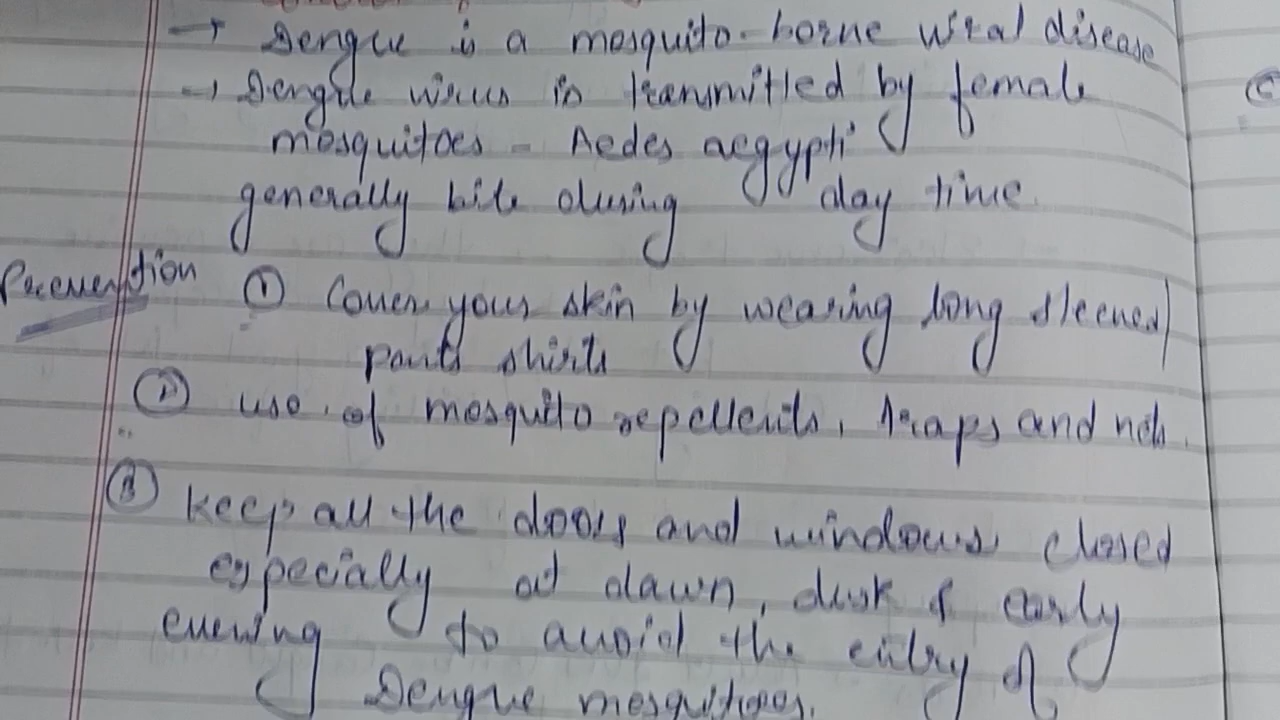 → Dengue is a mosquito-borne viral disease
→ Dengue virus is transmitted by female
mosquitoes - Aedes aegypti
generally bite during day time.
Prevention ① Cover your skin by wearing long sleeved
pants shirts
② use of mosquito repellents, traps and nets.
③ keep all the doors and windows closed
especially at dawn, dusk & early
evening to avoid the entry of
Dengue mosquitoes.